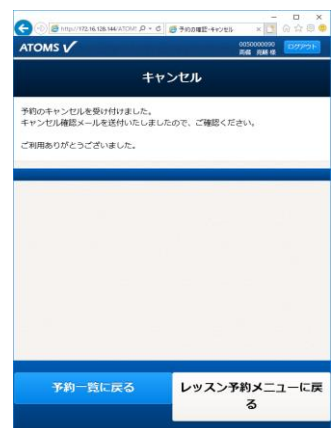 http://172.16.128.144/ATOM
予約の確認・キャンセル
ATOMS
0050000090
ログアウト
キャンセル
予約のキャンセルを受け付けました。
キャンセル確認メールを送付いたしましたので、ご確認ください。
ご利用ありがとうございました。
予約一覧に戻る
レッスン予約メニューに戻
る